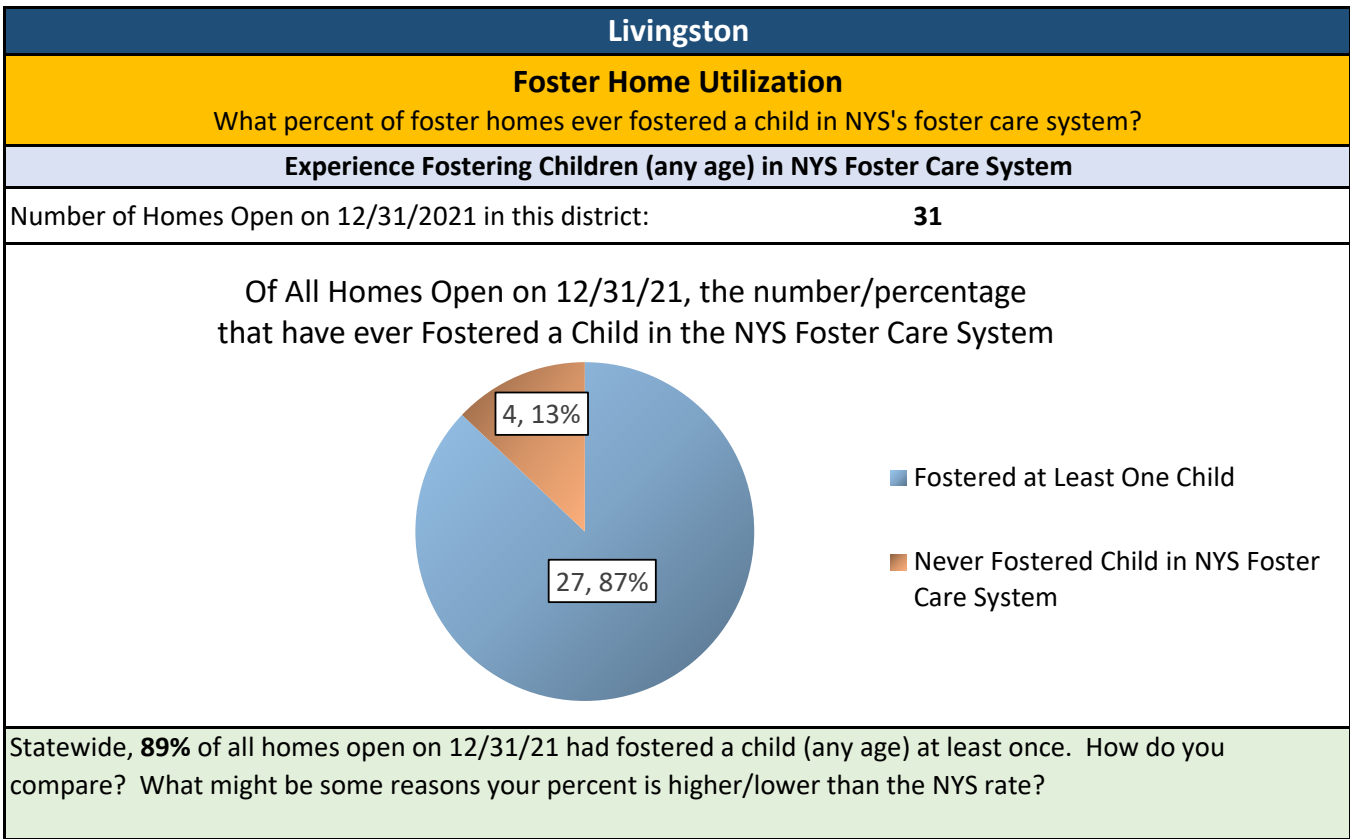 Livingston
Foster Home Utilization
What percent of foster homes ever fostered a child in NYS's foster care system?
Experience Fostering Children (any age) in NYS Foster Care System
Number of Homes Open on 12/31/2021 in this district: 31
Of All Homes Open on 12/31/21, the number/percentage
that have ever Fostered a Child in the NYS Foster Care System
4, 13%
27, 87%
Fostered at Least One Child
Never Fostered Child in NYS Foster
Care System
Statewide, 89% of all homes open on 12/31/21 had fostered a child (any age) at least once.  How do you
compare?  What might be some reasons your percent is higher/lower than the NYS rate?